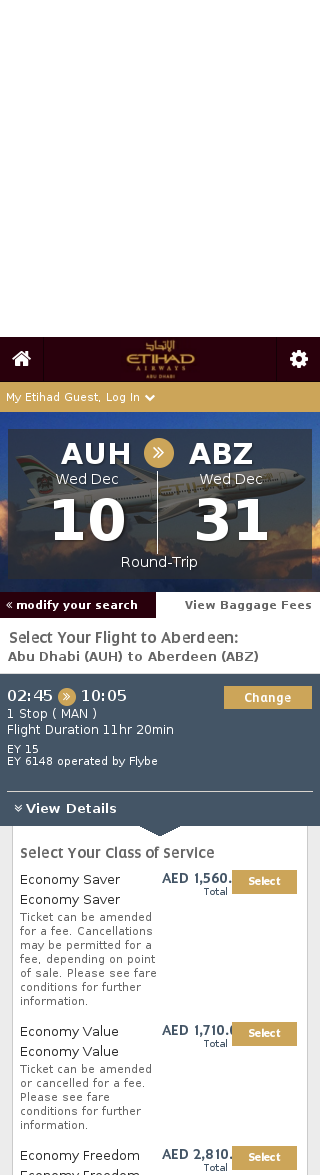 الإتحاد
ETIHAD
AIRWAYS
ABU DHABI
My Etihad Guest, Log In
AUH ABZ
Wed Dec Wed Dec
10 31
Round-Trip
« modify your search View Baggage Fees
Select Your Flight to Aberdeen:
Abu Dhabi (AUH) to Aberdeen (ABZ)
02:45 » 10:05 Change
1 Stop ( MAN )
Flight Duration 11hr 20min
EY 15
EY 6148 operated by Flybe
View Details
Select Your Class of Service
Economy Saver AED 1,560. Select
Total
Economy Saver
Ticket can be amended
for a fee. Cancellations
may be permitted for a
fee, depending on point
of sale. Please see fare
conditions for further
information.
Economy Value AED 1,710. Select
Total
Economy Value
Ticket can be amended
or cancelled for a fee.
Please see fare
conditions for further
information.
Economy Freedom AED 2,810. Select
Total
Economy Freedom